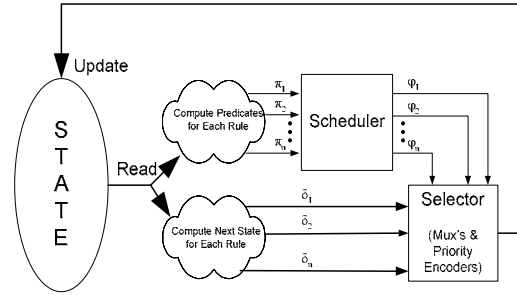 Update
STATE
Read
Compute Predicates
for Each Rule
π1
π2
πn
Scheduler
φ1
φ2
φn
Compute Next State
for Each Rule
δ1
δ2
δn
Selector
(Mux's &
Priority
Encoders)